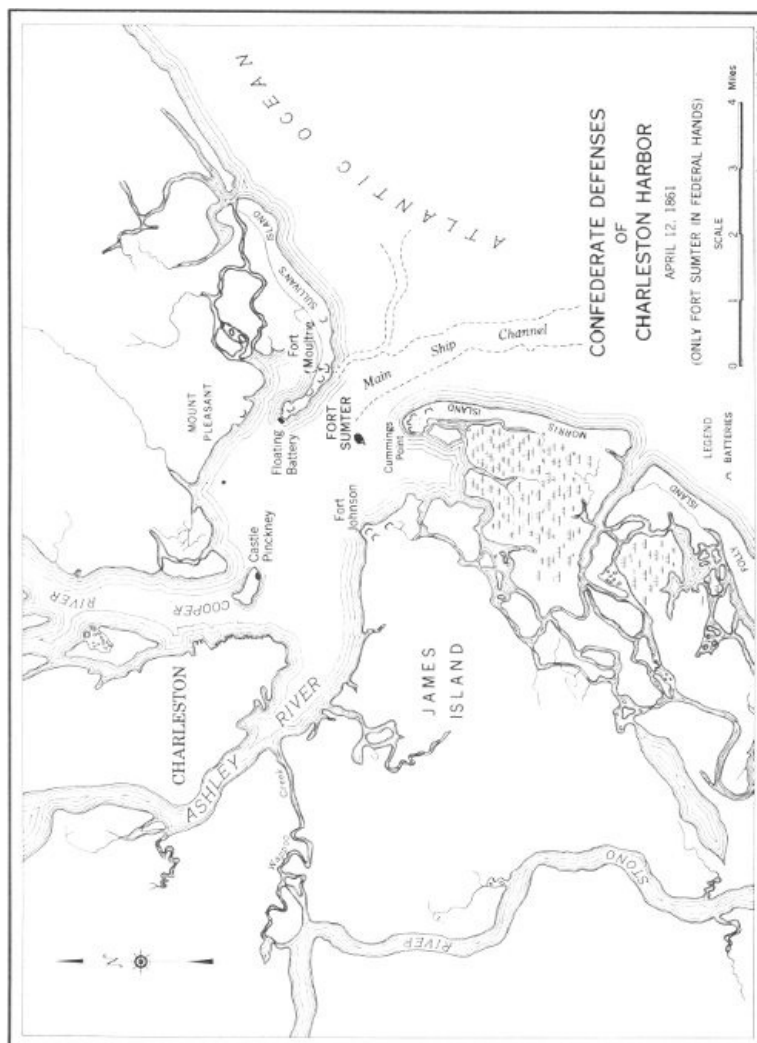 N
CHARLESTON
ASHLEY
RIVER
COOPER
RIVER
Castle
Pinckney
MOUNT
PLEASANT
Floating
Battery
Fort
Moultrie
SULLIVAN'S
ISLAND
ATLANTIC OCEAN
FORT
SUMTER
Main Ship Channel
Fort
Johnson
Cummings
Point
MORRIS
ISLAND
JAMES
ISLAND
FOLLY
ISLAND
Creek
STONO
RIVER
CONFEDERATE DEFENSES
OF
CHARLESTON HARBOR
APRIL 12, 1861
(ONLY FORT SUMTER IN FEDERAL HANDS)
SCALE
0 1 2 3 4 Miles
LEGEND
BATTERIES